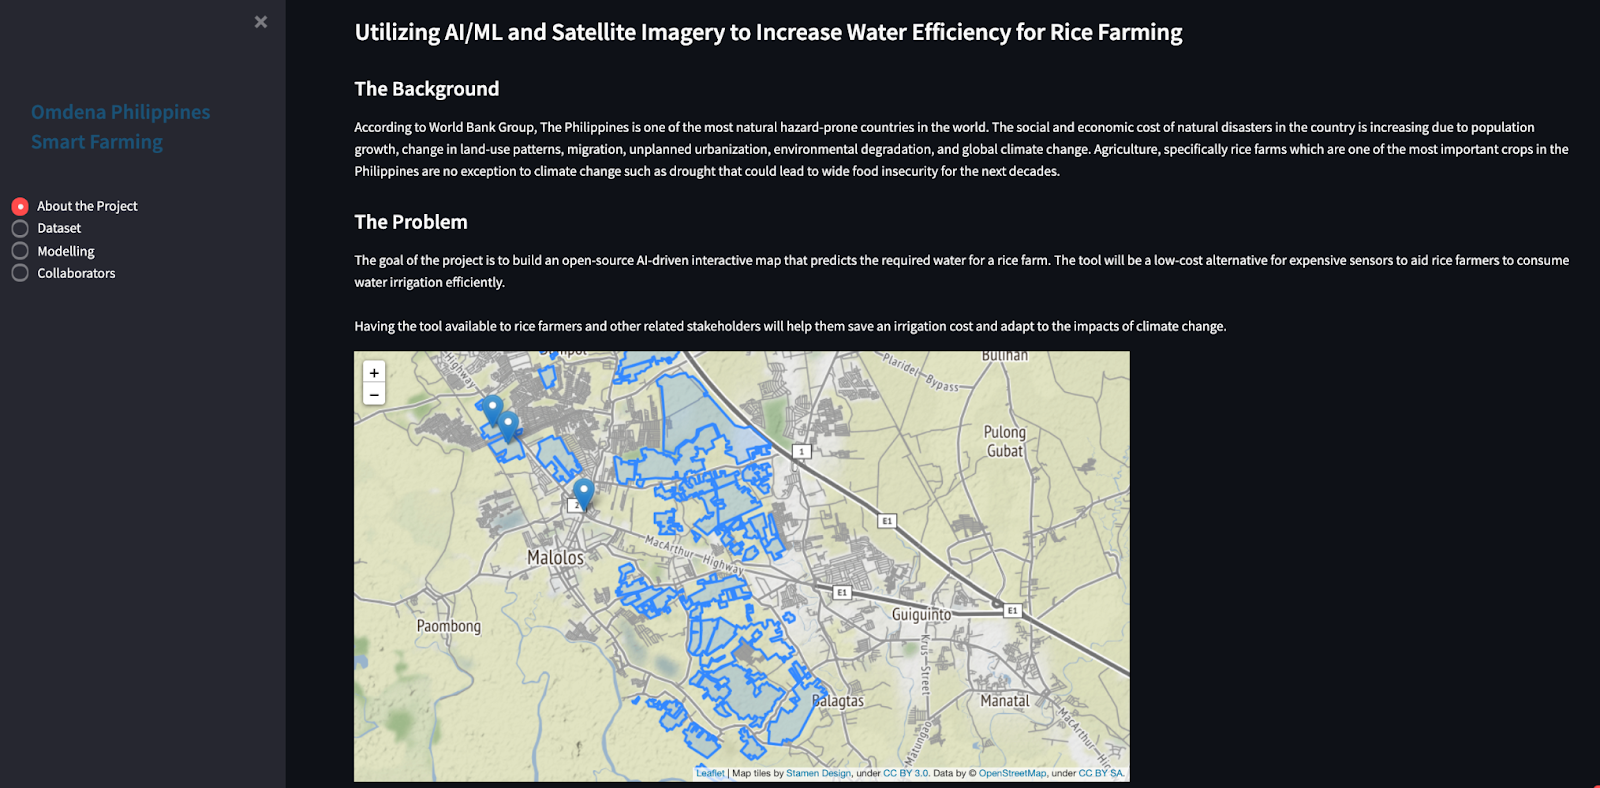 Utilizing AI/ML and Satellite Imagery to Increase Water Efficiency for Rice Farming
Omdena Philippines
Smart Farming
About the Project
Dataset
Modelling
Collaborators
The Background
According to World Bank Group, The Philippines is one of the most natural hazard-prone countries in the world. The social and economic cost of natural disasters in the country is increasing due to population
growth, change in land-use patterns, migration, unplanned urbanization, environmental degradation, and global climate change. Agriculture, specifically rice farms which are one of the most important crops in the
Philippines are no exception to climate change such as drought that could lead to wide food insecurity for the next decades.
The Problem
The goal of the project is to build an open-source AI-driven interactive map that predicts the required water for a rice farm. The tool will be a low-cost alternative for expensive sensors to aid rice farmers to consume
water irrigation efficiently.
Having the tool available to rice farmers and other related stakeholders will help them save an irrigation cost and adapt to the impacts of climate change.
+
−
Highway
Plaridel-Bypass
Bulihan
Pulong
Gubat
1
E1
2
Malolos
MacArthur-Highway
E1
Guiguinto
E1
Paombong
Krus-Street
Balagtas
Manatal
Leaflet | Map tiles by Stamen Design, under CC BY 3.0. Data by © OpenStreetMap, under CC BY SA.